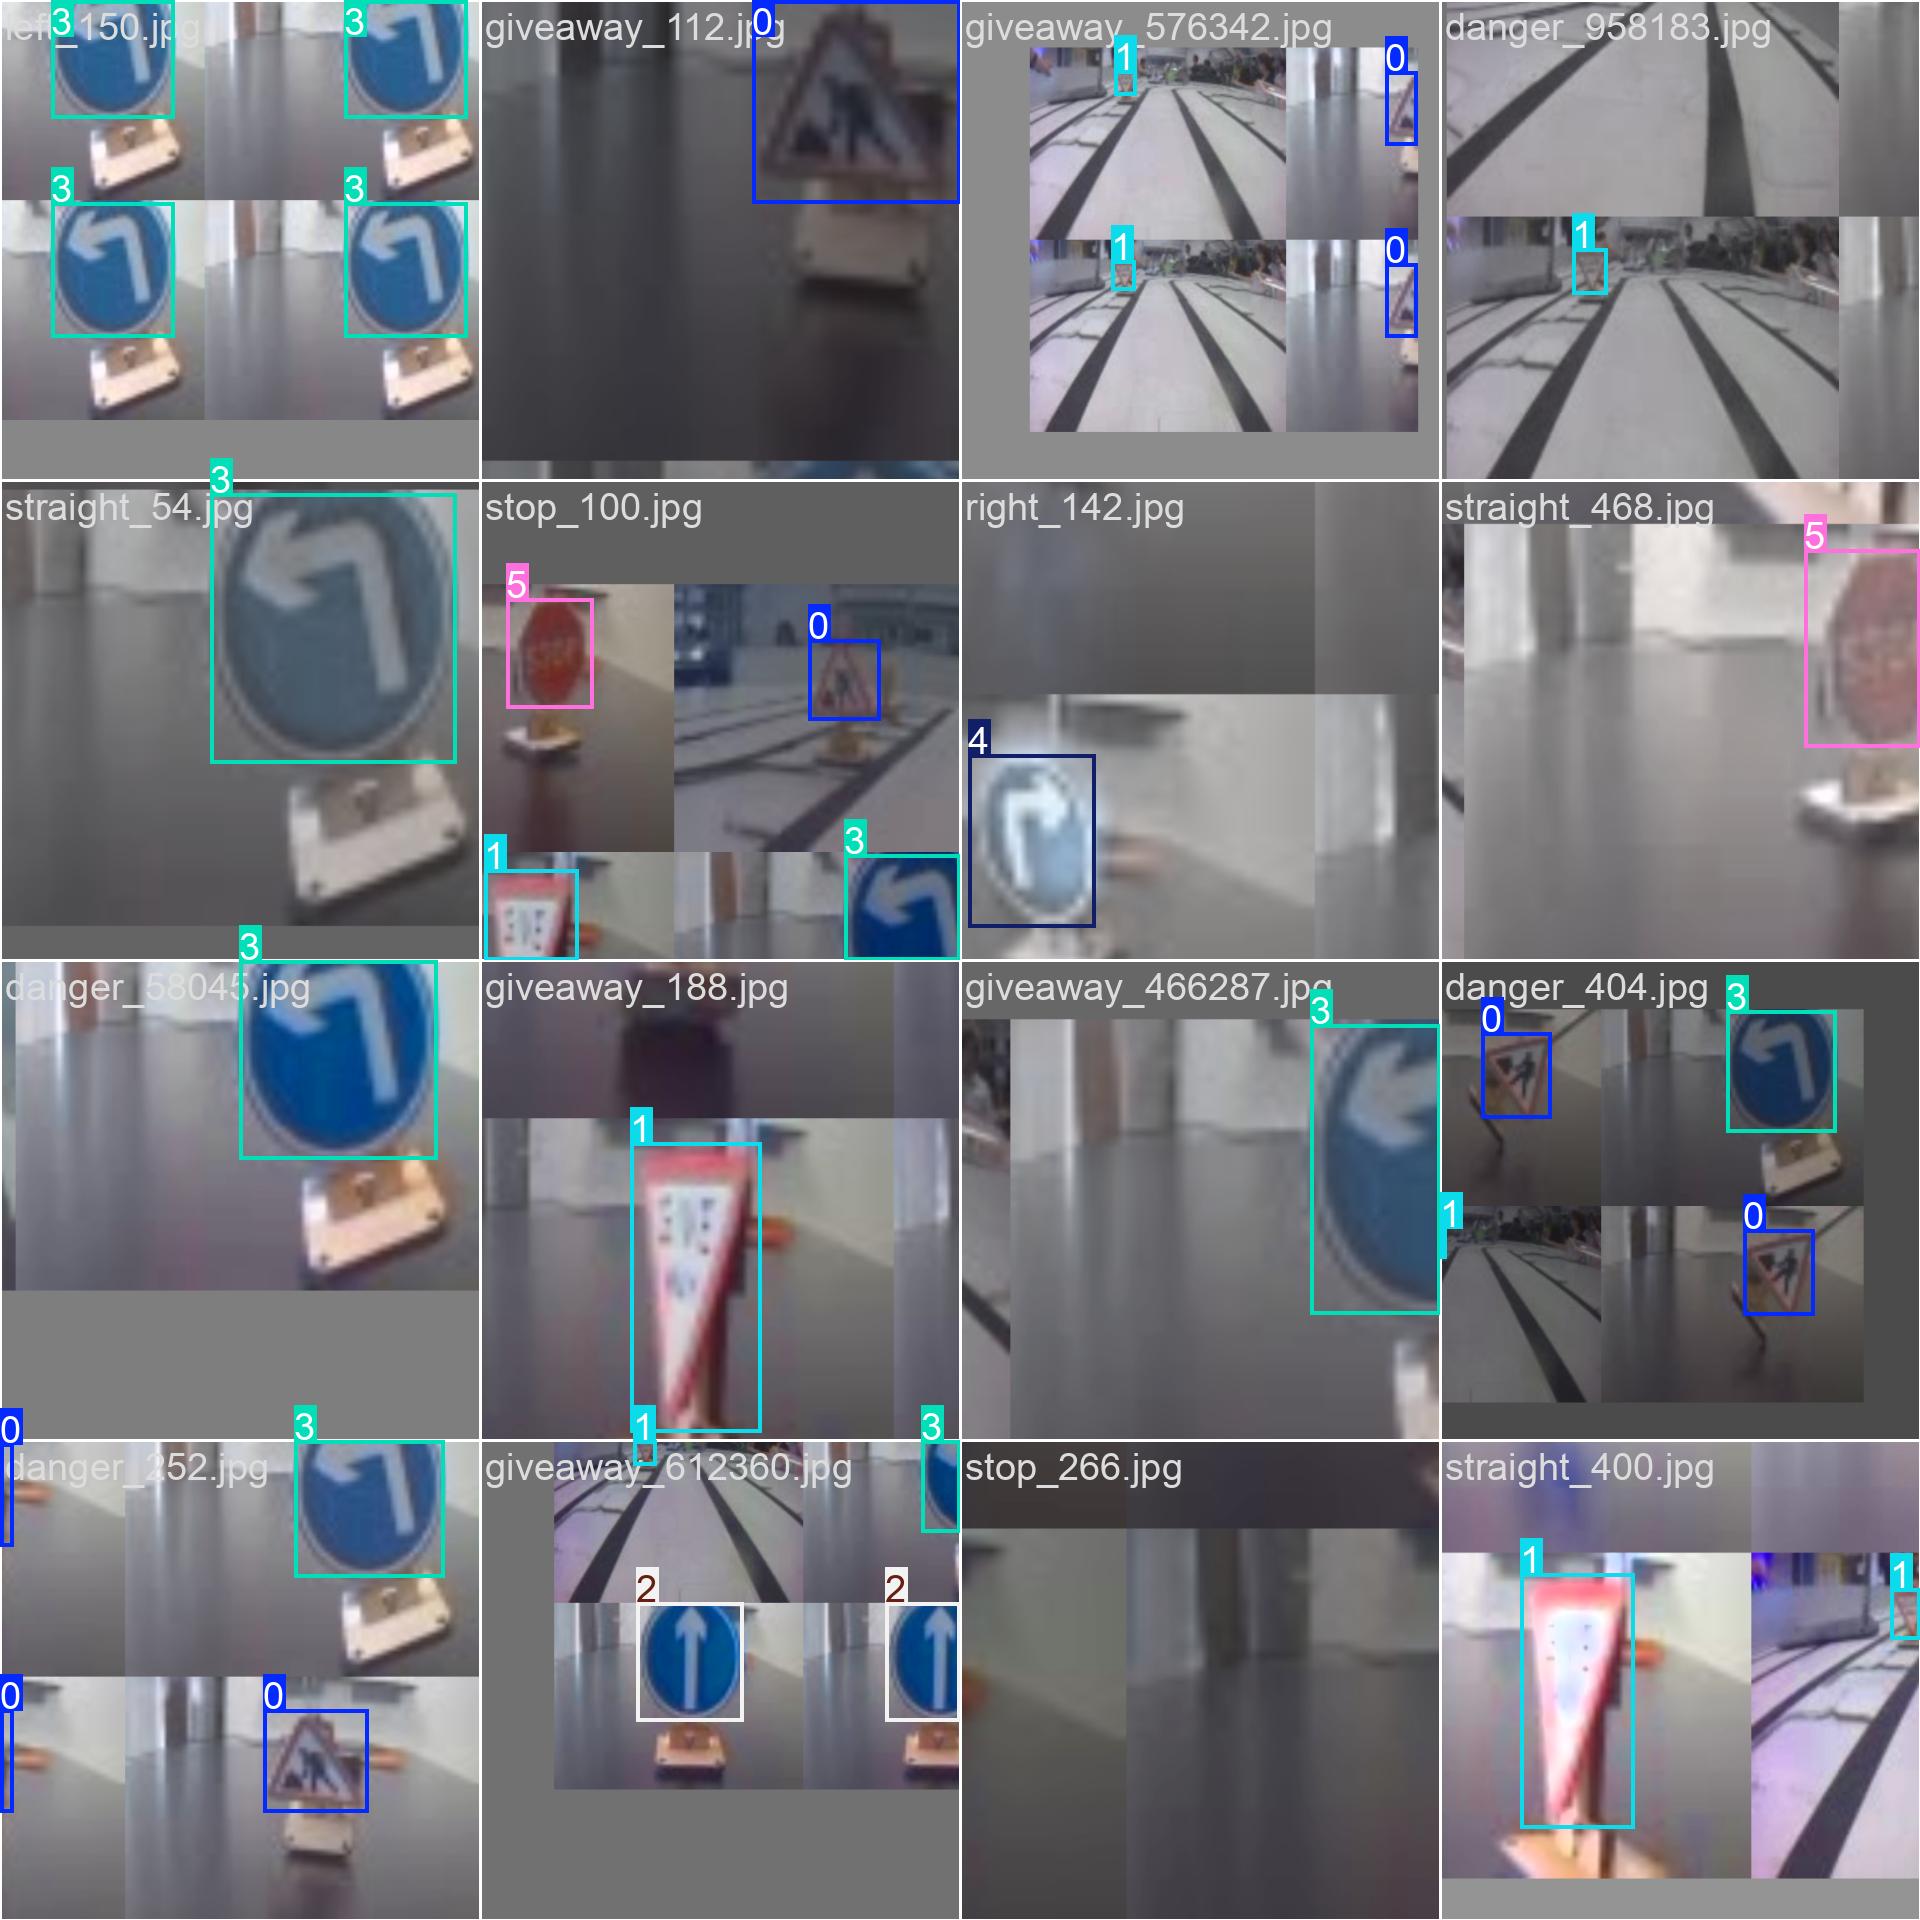 3 3
left_150.jpg
3 3
0
giveaway_112.jpg
1 0
giveaway_576342.jpg
1 0
danger_958183.jpg
1
3
straight_54.jpg
stop_100.jpg
5
STOP
0
1
3
right_142.jpg
4
straight_468.jpg
5
3
danger_58045.jpg
giveaway_188.jpg
1
giveaway_466287.jpg
3
danger_404.jpg
0
3
1
0
0
3
danger_252.jpg
0
0
1
3
giveaway_612360.jpg
2
2
stop_266.jpg
straight_400.jpg
1
1